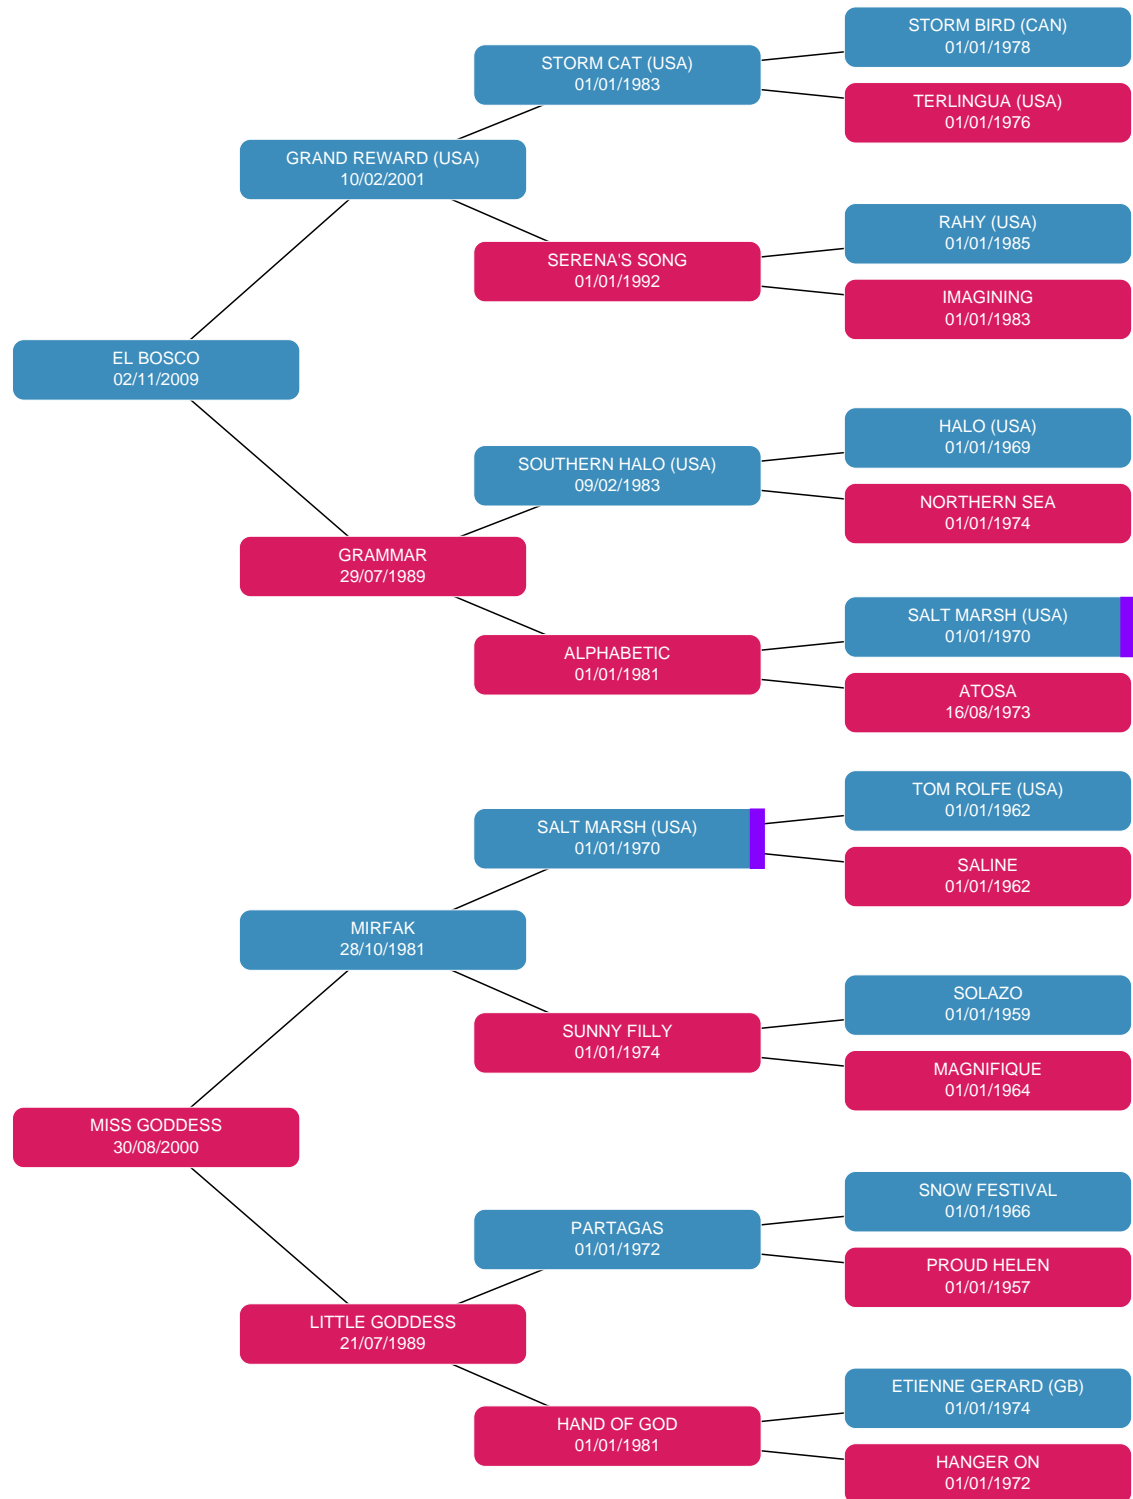 STORM BIRD (CAN)
01/01/1978
STORM CAT (USA)
01/01/1983
TERLINGUA (USA)
01/01/1976
GRAND REWARD (USA)
10/02/2001
RAHY (USA)
01/01/1985
SERENA'S SONG
01/01/1992
IMAGINING
01/01/1983
EL BOSCO
02/11/2009
HALO (USA)
01/01/1969
SOUTHERN HALO (USA)
09/02/1983
NORTHERN SEA
01/01/1974
GRAMMAR
29/07/1989
SALT MARSH (USA)
01/01/1970
ALPHABETIC
01/01/1981
ATOSA
16/08/1973
TOM ROLFE (USA)
01/01/1962
SALT MARSH (USA)
01/01/1970
SALINE
01/01/1962
MIRFAK
28/10/1981
SOLAZO
01/01/1959
SUNNY FILLY
01/01/1974
MAGNIFIQUE
01/01/1964
MISS GODDESS
30/08/2000
SNOW FESTIVAL
01/01/1966
PARTAGAS
01/01/1972
PROUD HELEN
01/01/1957
LITTLE GODDESS
21/07/1989
ETIENNE GERARD (GB)
01/01/1974
HAND OF GOD
01/01/1981
HANGER ON
01/01/1972